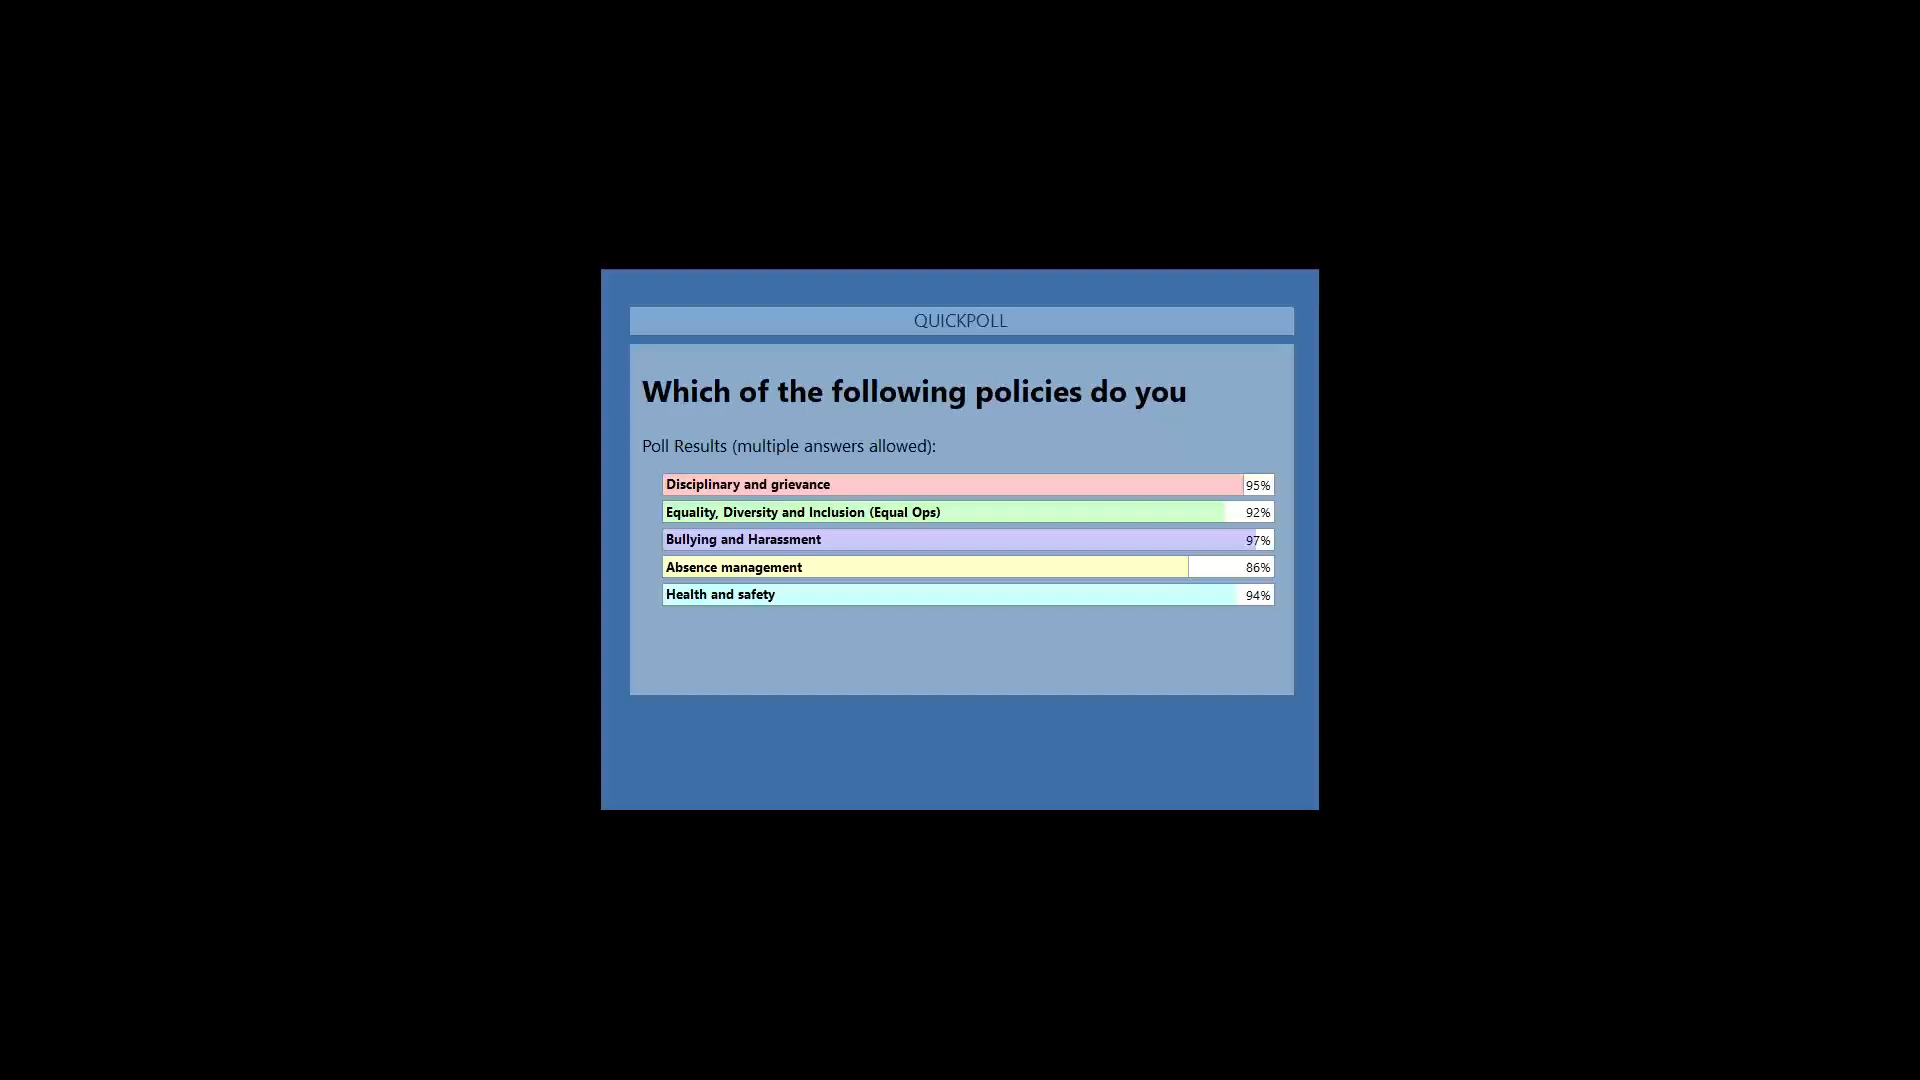 QUICKPOLL
Which of the following policies do you
Poll Results (multiple answers allowed):
Disciplinary and grievance 95%
Equality, Diversity and Inclusion (Equal Ops) 92%
Bullying and Harassment 97%
Absence management 86%
Health and safety 94%